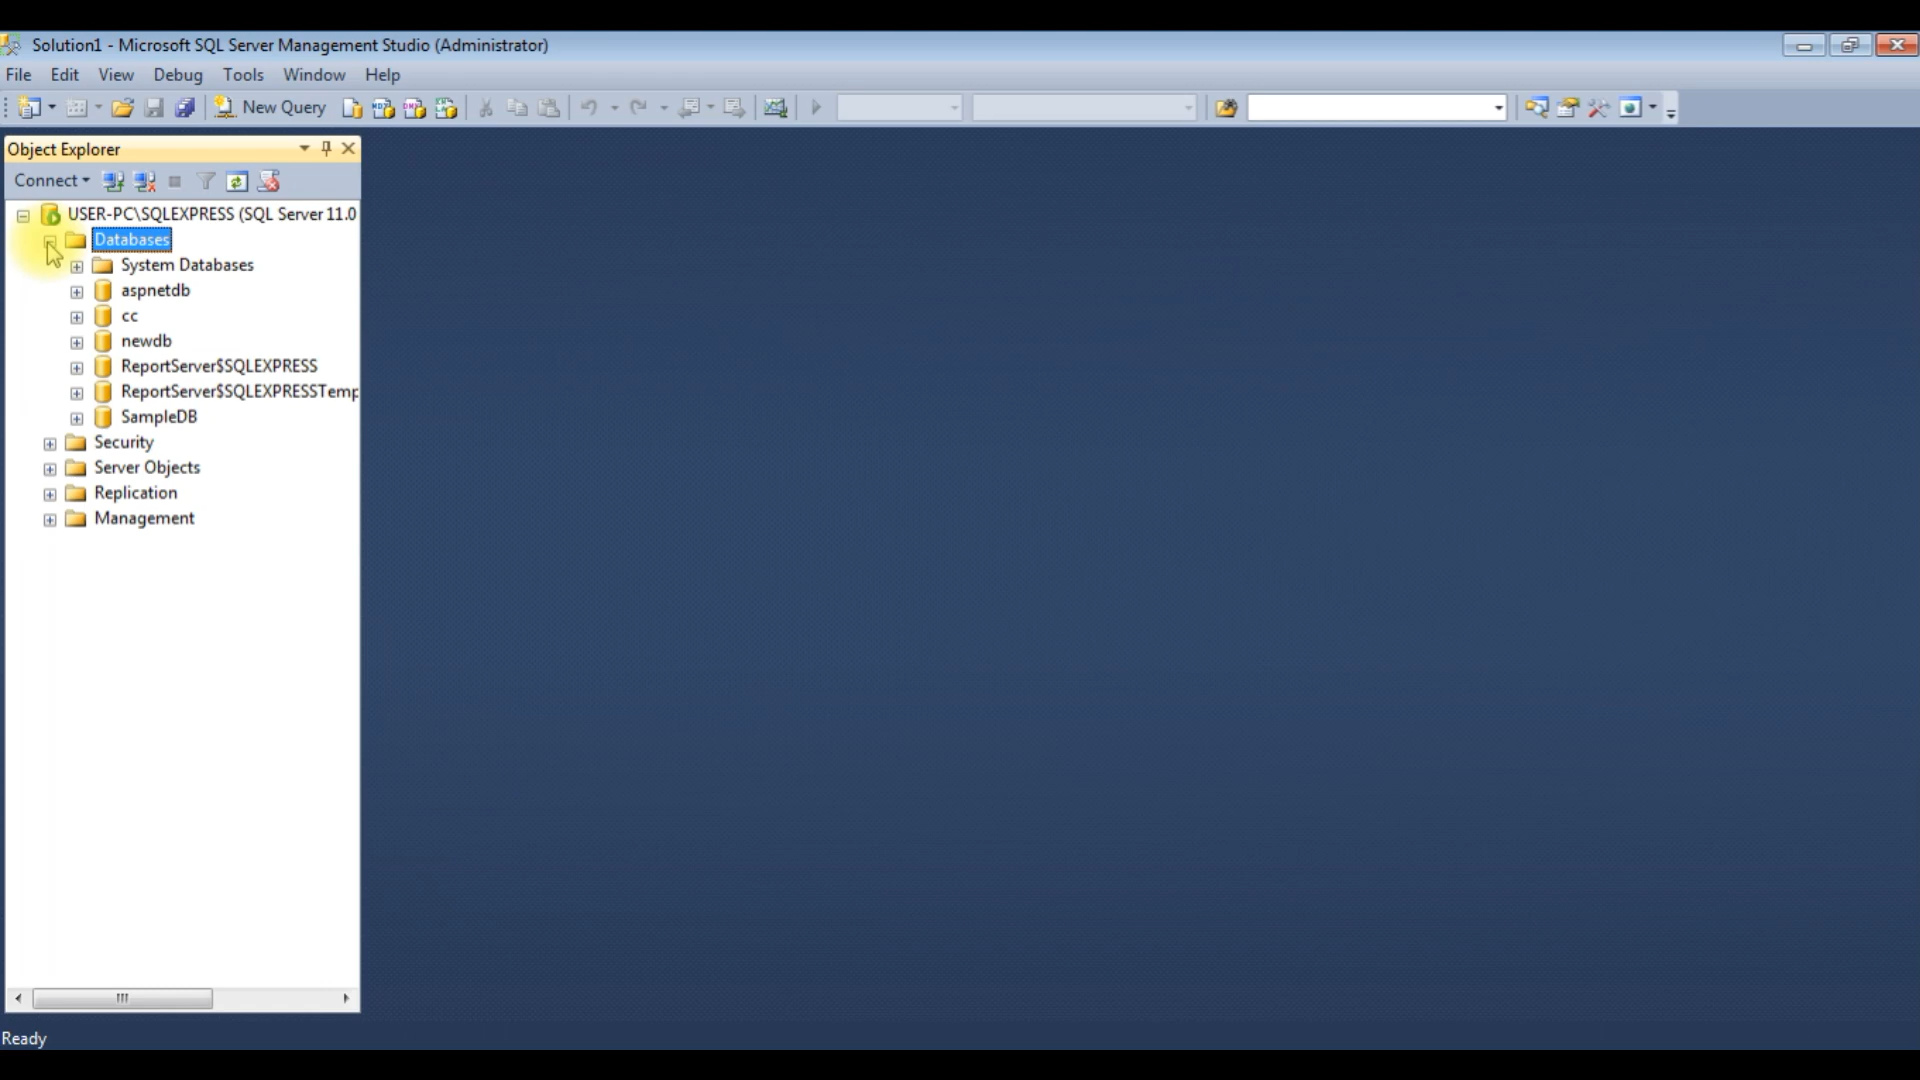 Solution1 - Microsoft SQL Server Management Studio (Administrator)
File Edit View Debug Tools Window Help
New Query
Object Explorer
Connect
USER-PC\SQLEXPRESS (SQL Server 11.0
Databases
System Databases
aspnetdb
cc
newdb
ReportServer$SQLEXPRESS
ReportServer$SQLEXPRESSTemp
SampleDB
Security
Server Objects
Replication
Management
Ready